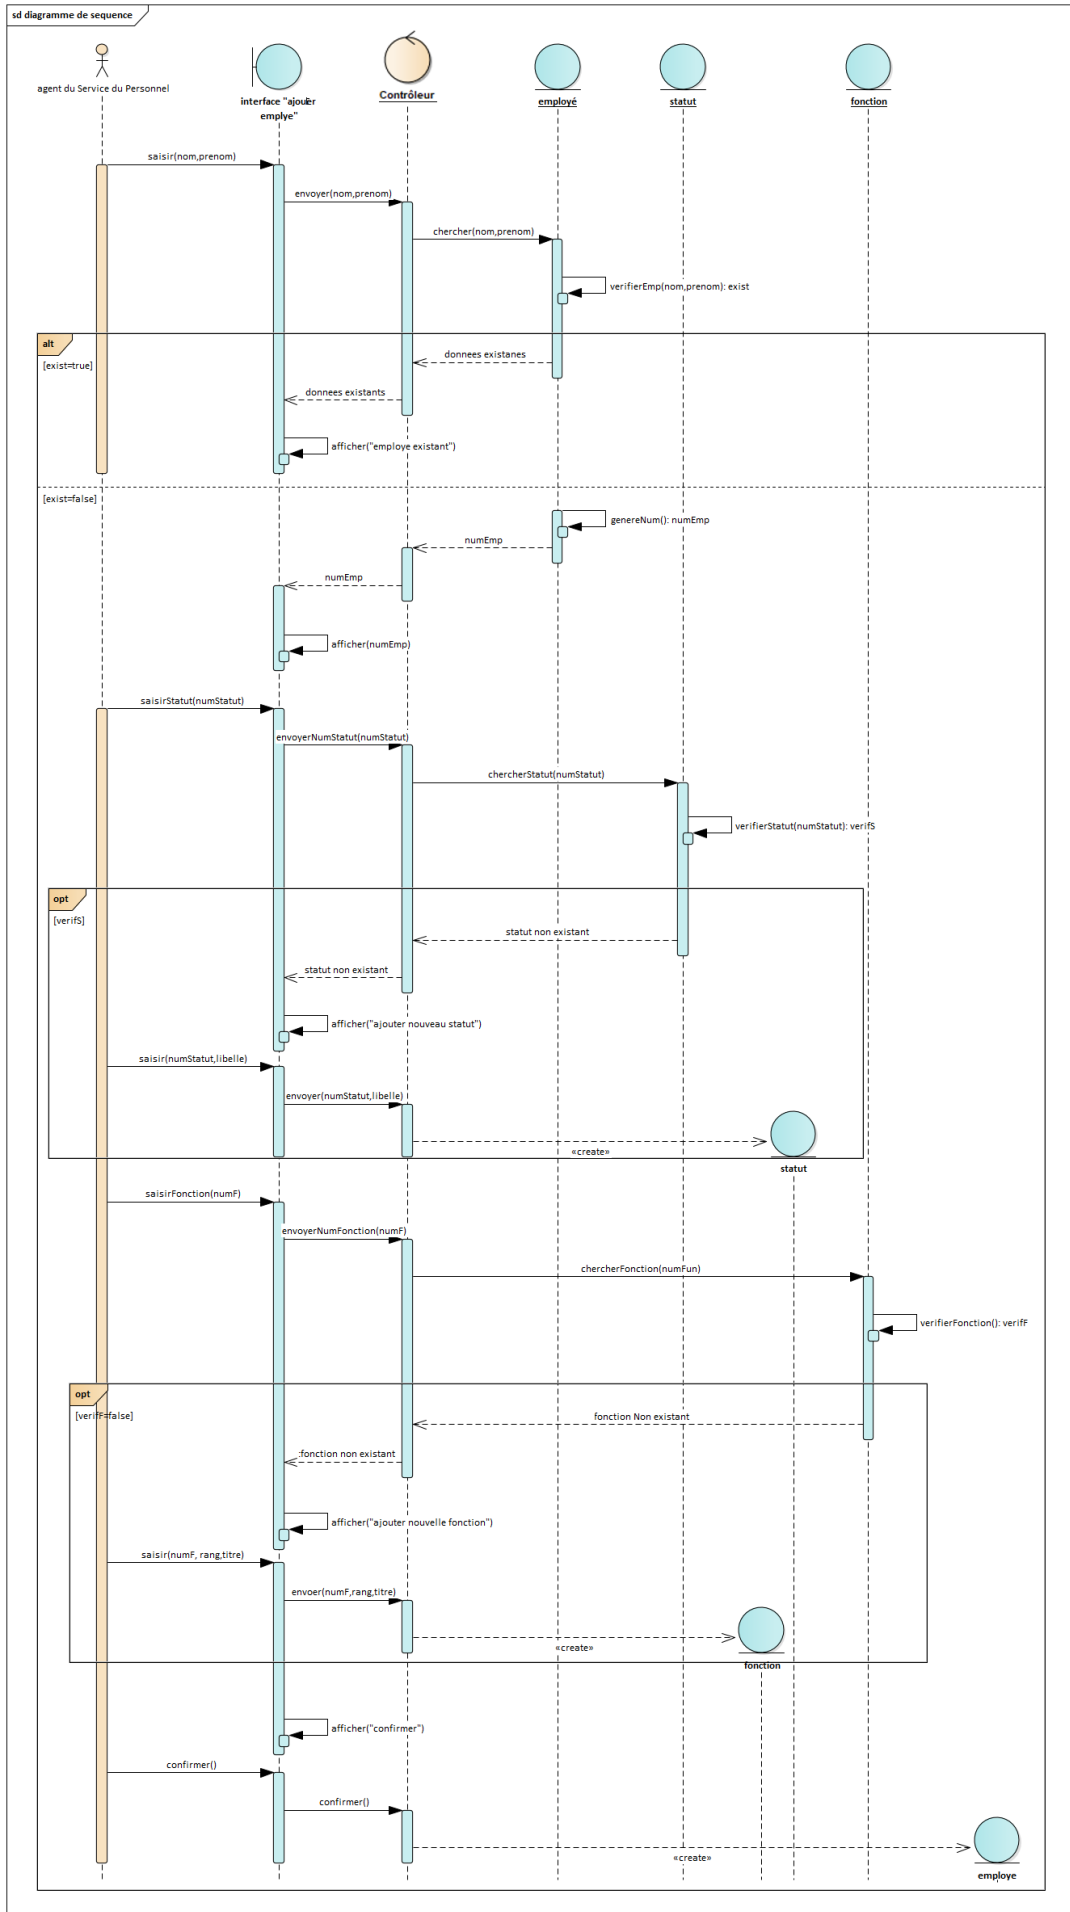 sd diagramme de sequence
agent du Service du Personnel
interface "ajouer
emplye"
Contrôleur
employé
statut
fonction
saisir(nom,prenom)
envoyer(nom,prenom)
chercher(nom,prenom)
verifierEmp(nom,prenom): exist
alt
[exist=true]
donnees existanes
donnees existants
afficher("employe existant")
[exist=false]
genereNum(): numEmp
numEmp
numEmp
afficher(numEmp)
saisirStatut(numStatut)
envoyerNumStatut(numStatut)
chercherStatut(numStatut)
verifierStatut(numStatut): verifS
opt
[verifS]
statut non existant
statut non existant
afficher("ajouter nouveau statut")
saisir(numStatut,libelle)
envoyer(numStatut,libelle)
«create»
statut
saisirFonction(numF)
envoyerNumFonction(numF)
chercherFonction(numFun)
verifierFonction(): verifF
opt
[verifF=false]
fonction Non existant
:fonction non existant
afficher("ajouter nouvelle fonction")
saisir(numF, rang,titre)
envoer(numF,rang,titre)
«create»
fonction
afficher("confirmer")
confirmer()
confirmer()
«create»
employe